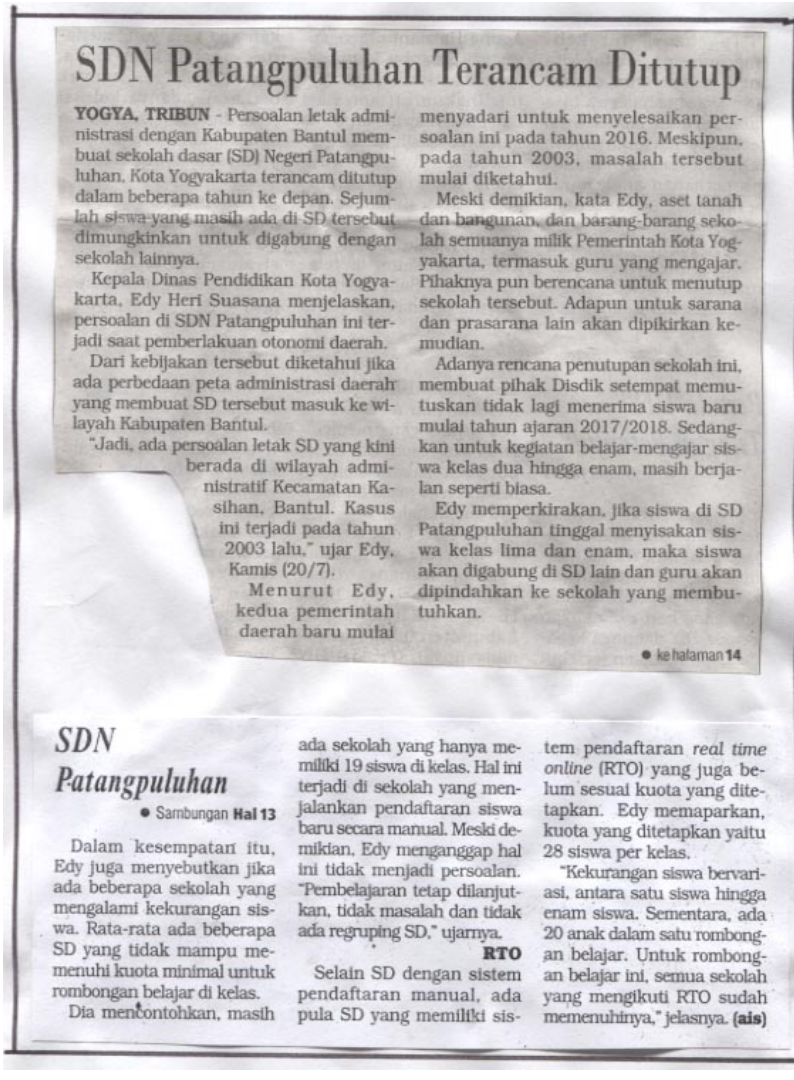 SDN Patangpuluhan Terancam Ditutup
YOGYA, TRIBUN - Persoalan letak admi-
nistrasi dengan Kabupaten Bantul mem-
buat sekolah dasar (SD) Negeri Patangpu-
luhan, Kota Yogyakarta terancam ditutup
dalam beberapa tahun ke depan. Sejum-
lah siswa yang masih ada di SD tersebut
dimungkinkan untuk digabung dengan
sekolah lainnya.
Kepala Dinas Pendidikan Kota Yogya-
karta, Edy Heri Suasana menjelaskan,
persoalan di SDN Patangpuluhan ini ter-
jadi saat pemberlakuan otonomi daerah.
Dari kebijakan tersebut diketahui jika
ada perbedaan peta administrasi daerah
yang membuat SD tersebut masuk ke wi-
layah Kabupaten Bantul.
"Jadi, ada persoalan letak SD yang kini
berada di wilayah admi-
nistratif Kecamatan Ka-
sihan, Bantul. Kasus
ini terjadi pada tahun
2003 lalu," ujar Edy,
Kamis (20/7).
Menurut Edy,
kedua pemerintah
daerah baru mulai
menyadari untuk menyelesaikan per-
soalan ini pada tahun 2016. Meskipun,
pada tahun 2003, masalah tersebut
mulai diketahui.
Meski demikian, kata Edy, aset tanah
dan bangunan, dan barang-barang seko-
lah semuanya milik Pemerintah Kota Yog-
yakarta, termasuk guru yang mengajar.
Pihaknya pun berencana untuk menutup
sekolah tersebut. Adapun untuk sarana
dan prasarana lain akan dipikirkan ke-
mudian.
Adanya rencana penutupan sekolah ini,
membuat pihak Disdik setempat memu-
tuskan tidak lagi menerima siswa baru
mulai tahun ajaran 2017/2018. Sedang-
kan untuk kegiatan belajar-mengajar sis-
wa kelas dua hingga enam, masih berja-
lan seperti biasa.
Edy memperkirakan, jika siswa di SD
Patangpuluhan tinggal menyisakan sis-
wa kelas lima dan enam, maka siswa
akan digabung di SD lain dan guru akan
dipindahkan ke sekolah yang membu-
tuhkan.
● ke halaman 14
SDN
Patangpuluhan
● Sambungan Hal 13
Dalam kesempatan itu,
Edy juga menyebutkan jika
ada beberapa sekolah yang
mengalami kekurangan sis-
wa. Rata-rata ada beberapa
SD yang tidak mampu me-
menuhi kuota minimal untuk
rombongan belajar di kelas.
Dia mencontohkan, masih
ada sekolah yang hanya me-
miliki 19 siswa di kelas. Hal ini
terjadi di sekolah yang men-
jalankan pendaftaran siswa
baru secara manual. Meski de-
mikian, Edy menganggap hal
ini tidak menjadi persoalan.
"Pembelajaran tetap dilanjut-
kan, tidak masalah dan tidak
ada regruping SD," ujarnya.
RTO
Selain SD dengan sistem
pendaftaran manual, ada
pula SD yang memiliki sis-
tem pendaftaran real time
online (RTO) yang juga be-
lum sesuai kuota yang dite-
tapkan. Edy memaparkan,
kuota yang ditetapkan yaitu
28 siswa per kelas.
"Kekurangan siswa bervari-
asi, antara satu siswa hingga
enam siswa. Sementara, ada
20 anak dalam satu rombong-
an belajar. Untuk rombong-
an belajar ini, semua sekolah
yang mengikuti RTO sudah
memenuhinya," jelasnya. (ais)